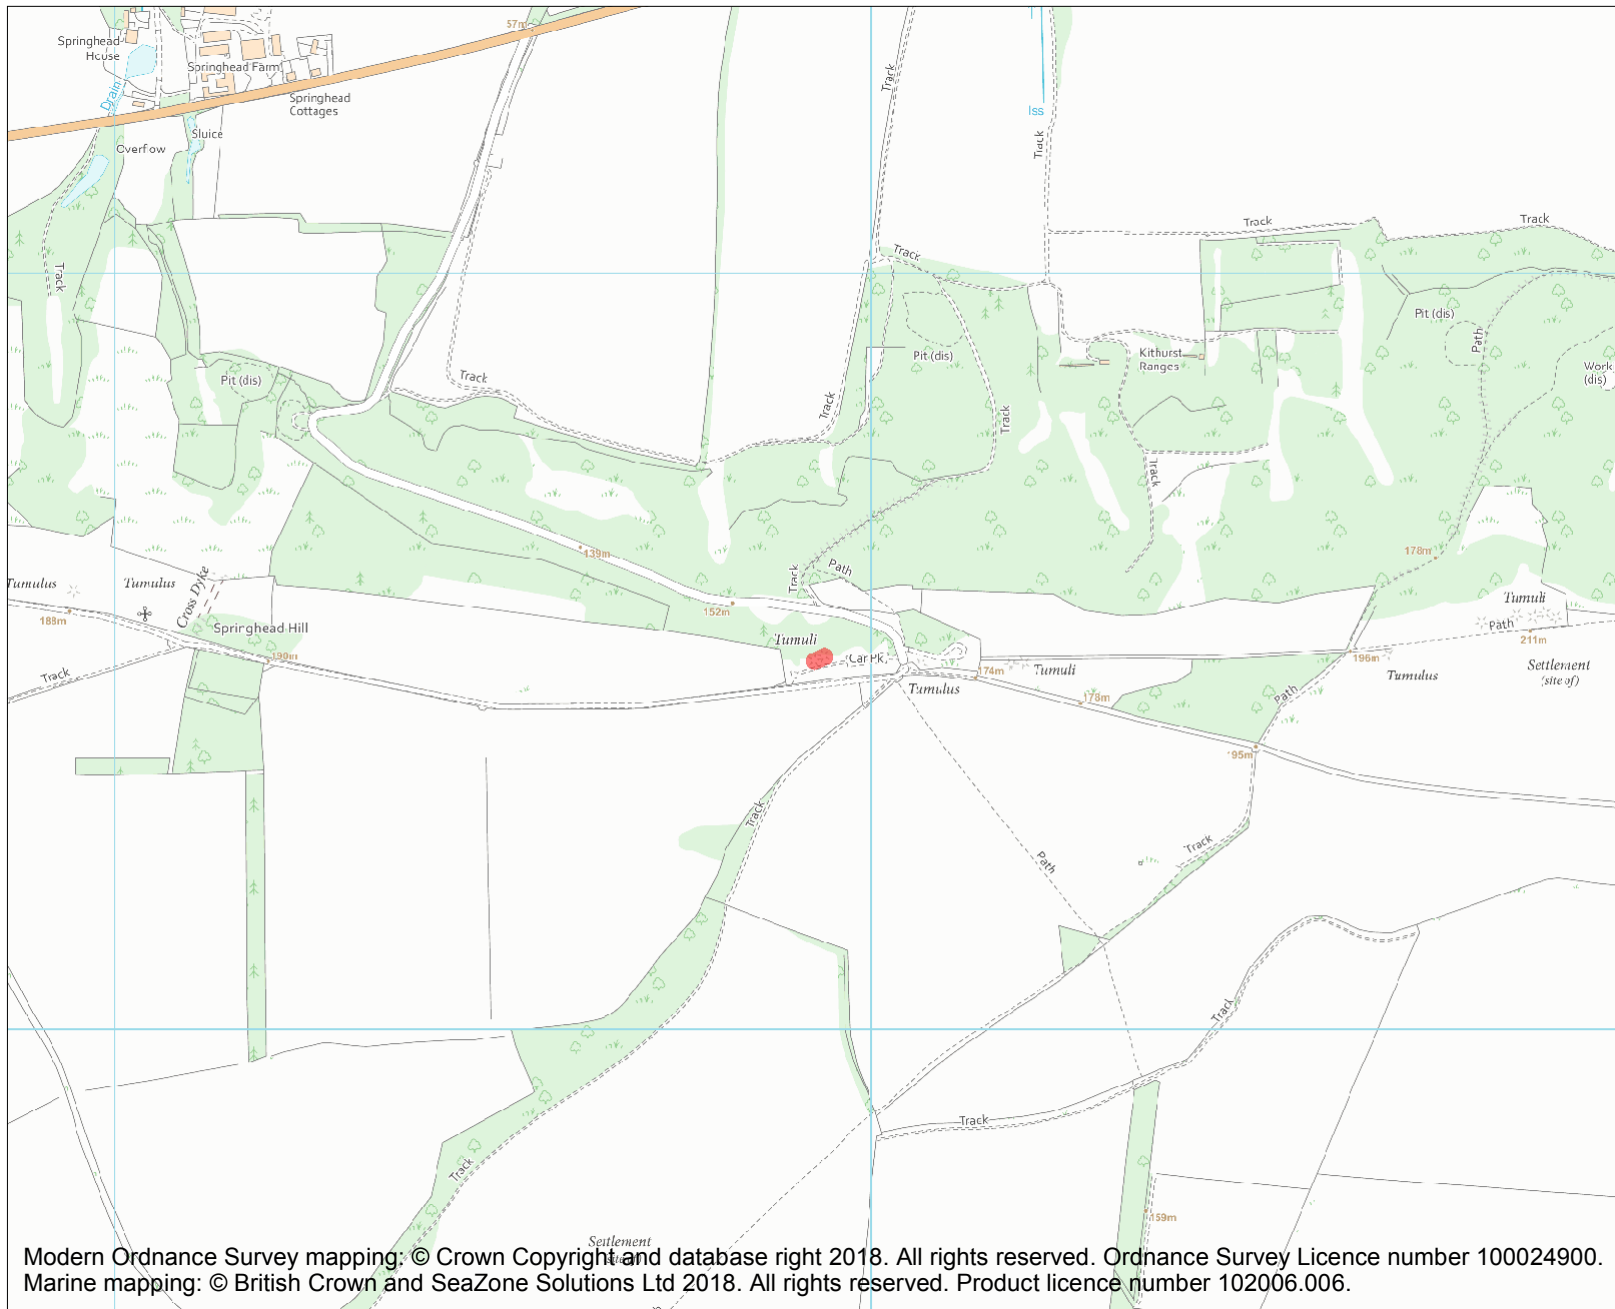 57m
Springhead
House
Springhead Farm
Springhead
Cottages
Drain
Sluice
Overflow
Track
Iss
Track
Track
Track
Track
Track
Pit (dis)
Path
Track
Pit (dis)
Kithurst
Ranges
Work
(dis)
Pit (dis)
Track
Track
Track
Track
139m
178m
Path
Track
Tumulus
Tumulus
Cross Dyke
188m
152m
Tumuli
Springhead Hill
Tumuli
Path
211m
190m
Car Pk
196m
Settlement
(site of)
Track
174m
Tumuli
Tumulus
Tumulus
178m
Path
195m
Track
Track
Path
Track
Track
Track
159m
Settlement
(site of)
Modern Ordnance Survey mapping: © Crown Copyright and database right 2018. All rights reserved. Ordnance Survey Licence number 100024900.
Marine mapping: © British Crown and SeaZone Solutions Ltd 2018. All rights reserved. Product licence number 102006.006.